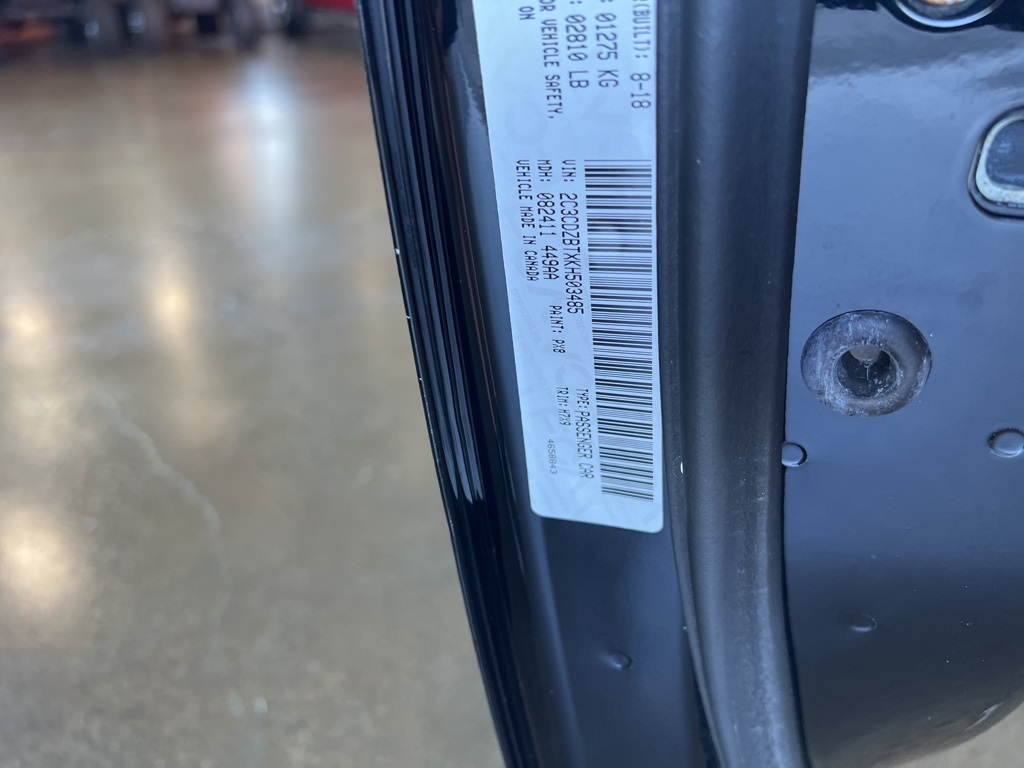 (BUILT): 8-18
: 01275 KG
: 02810 LB
OR VEHICLE SAFETY,
ON
VIN: 2C3CDZBTXKH503485
TYPE: PASSENGER CAR
MDH: 082411 449AA
PAINT: PX8
TRIM: H7X9
VEHICLE MADE IN CANADA
4658843